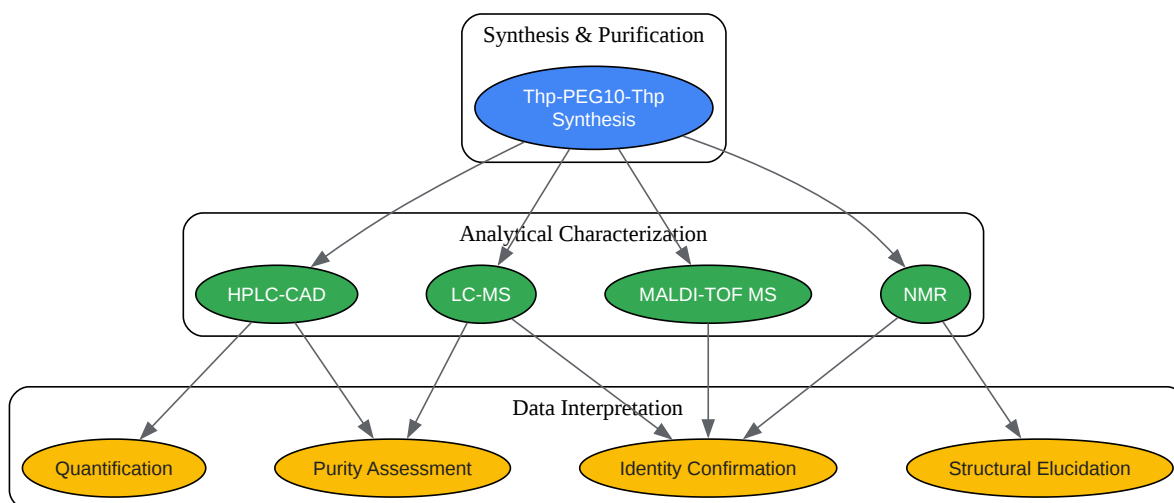 Synthesis & Purification
Thp-PEG10-Thp
Synthesis
Analytical Characterization
HPLC-CAD
LC-MS
MALDI-TOF MS
NMR
Data Interpretation
Quantification
Purity Assessment
Identity Confirmation
Structural Elucidation